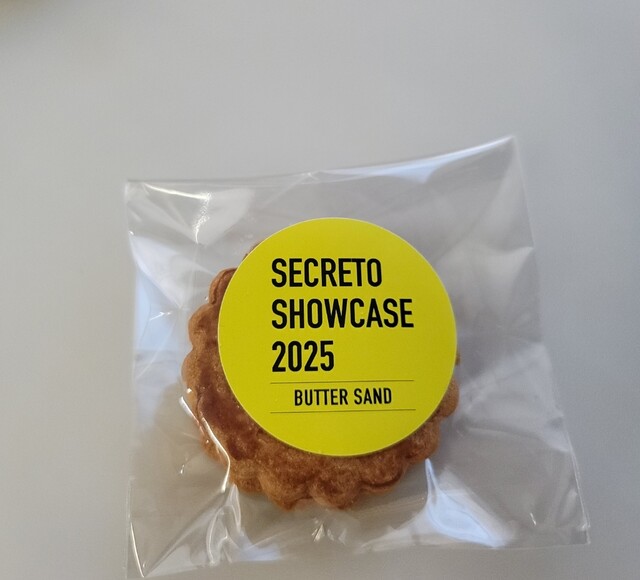 SECRETO
SHOWCASE
2025
BUTTER SAND